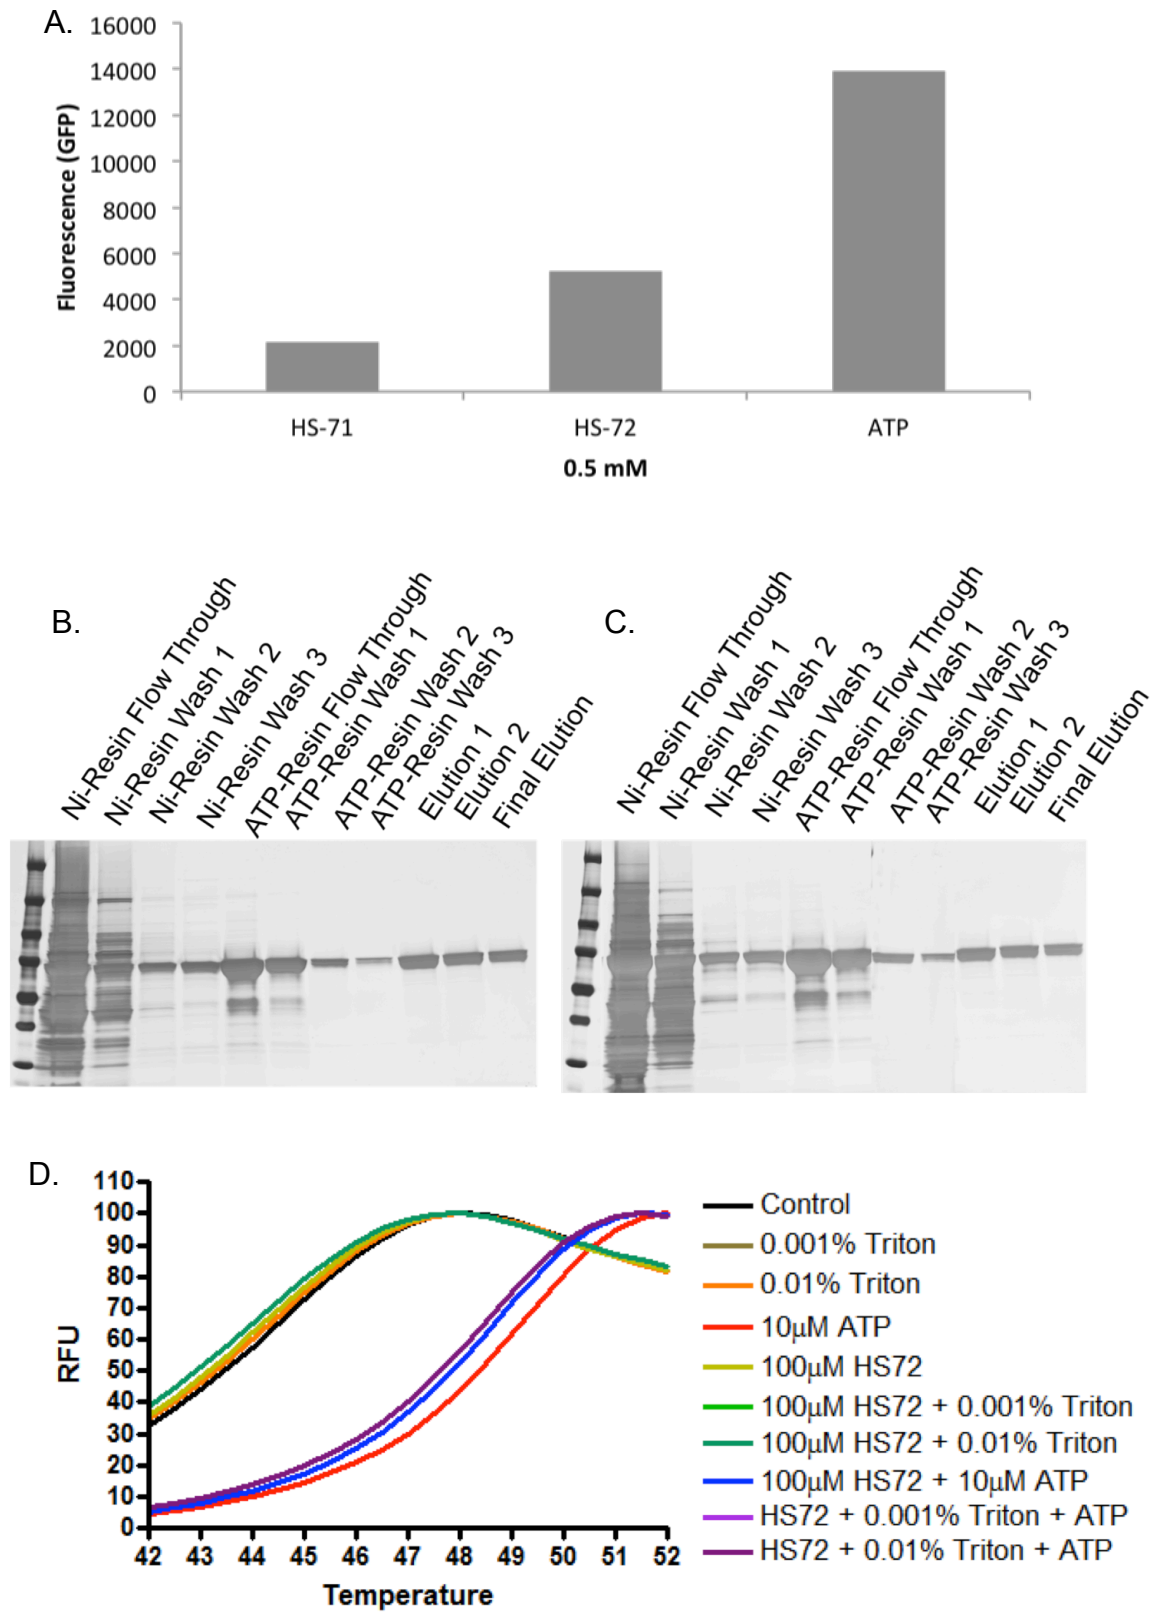 A.
16000
14000
12000
10000
8000
6000
4000
2000
0
Fluorescence (GFP)
HS-71
HS-72
ATP
0.5 mM
B.
Ni-Resin Flow Through
Ni-Resin Wash 1
Ni-Resin Wash 2
Ni-Resin Wash 3
ATP-Resin Flow Through
ATP-Resin Wash 1
ATP-Resin Wash 2
ATP-Resin Wash 3
Elution 1
Elution 2
Final Elution
C.
Ni-Resin Flow Through
Ni-Resin Wash 1
Ni-Resin Wash 2
Ni-Resin Wash 3
ATP-Resin Flow Through
ATP-Resin Wash 1
ATP-Resin Wash 2
ATP-Resin Wash 3
Elution 1
Elution 2
Final Elution
D.
110
100
90
80
70
60
50
40
30
20
10
0
RFU
42 43 44 45 46 47 48 49 50 51 52
Temperature
Control
0.001% Triton
0.01% Triton
10μM ATP
100μM HS72
100μM HS72 + 0.001% Triton
100μM HS72 + 0.01% Triton
100μM HS72 + 10μM ATP
HS72 + 0.001% Triton + ATP
HS72 + 0.01% Triton + ATP